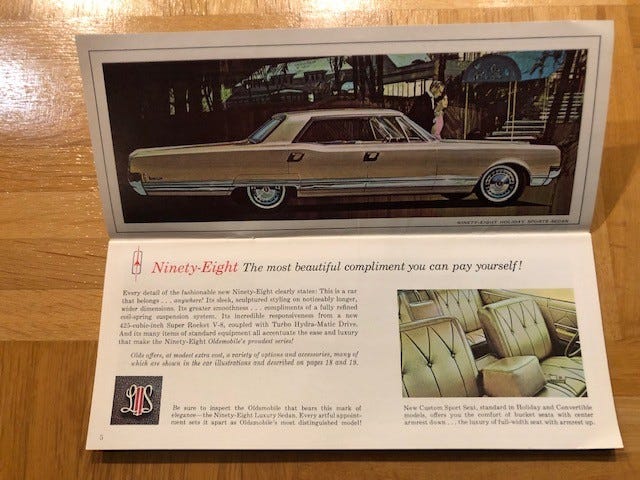 NINETY-EIGHT HOLIDAY SPORTS SEDAN
Ninety-Eight The most beautiful compliment you can pay yourself!
Every detail of the fashionable new Ninety-Eight clearly states: This is a car
that belongs . . . anywhere! Its sleek, sculptured styling on noticeably longer,
wider dimensions. Its greater smoothness . . . compliments of a fully refined
coil-spring suspension system. Its incredible responsiveness from a new
425-cubic-inch Super Rocket V-8, coupled with Turbo Hydra-Matic Drive.
And its many items of standard equipment all accentuate the ease and luxury
that make the Ninety-Eight Oldsmobile's proudest series!
Olds offers, at modest extra cost, a variety of options and accessories, many of
which are shown in the car illustrations and described on pages 18 and 19.
LS
Be sure to inspect the Oldsmobile that bears this mark of
elegance—the Ninety-Eight Luxury Sedan. Every artful appoint-
ment sets it apart as Oldsmobile's most distinguished model!
New Custom Sport Seat, standard in Holiday and Convertible
models, offers you the comfort of bucket seats with center
armrest down . . . the luxury of full-width seat with armrest up.
5